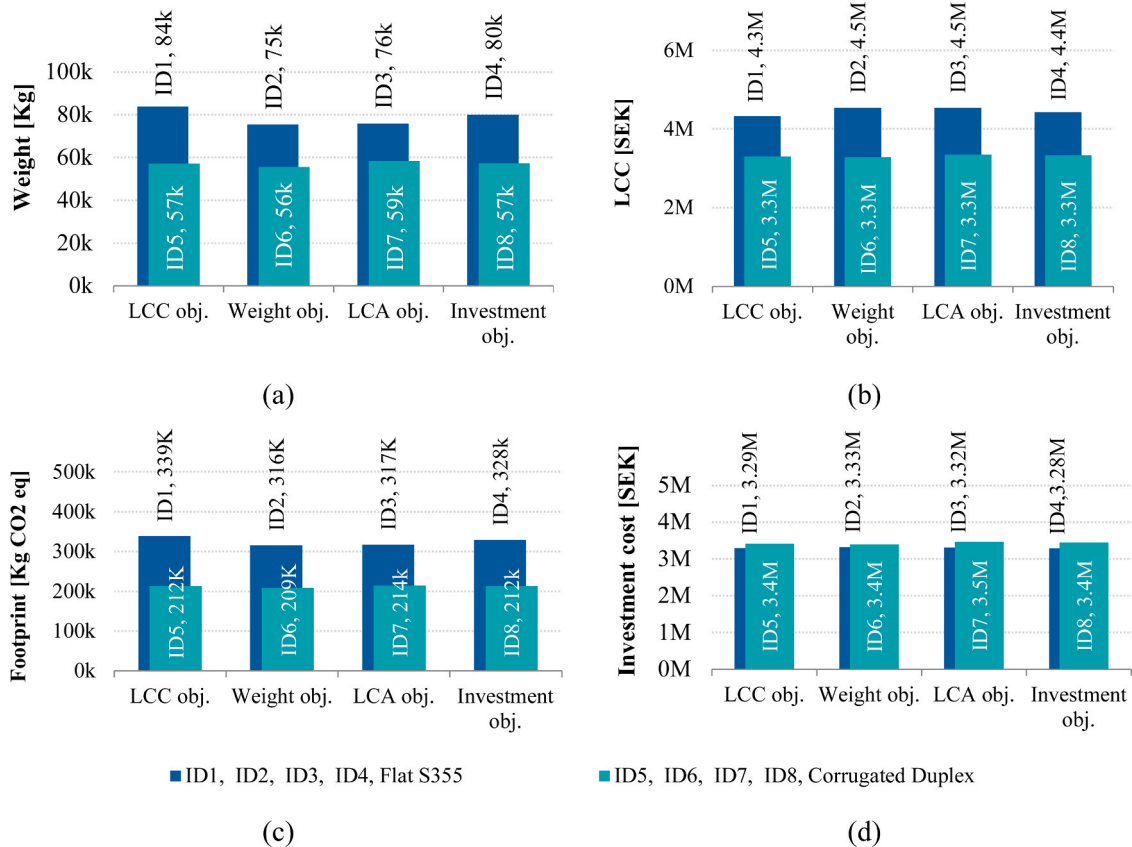 ID1, 84k
ID2, 75k
ID3, 76k
ID4, 80k
Weight [Kg]
100k
80k
60k
40k
20k
0k
ID5, 57k
ID6, 56k
ID7, 59k
ID8, 57k
LCC obj.
Weight obj.
LCA obj.
Investment
obj.
(a)
ID1, 4.3M
ID2, 4.5M
ID3, 4.5M
ID4, 4.4M
LCC [SEK]
6M
4M
2M
0M
ID5, 3.3M
ID6, 3.3M
ID7, 3.3M
ID8, 3.3M
LCC obj.
Weight
obj.
LCA obj.
Investment
obj.
(b)
ID1, 339K
ID2, 316K
ID3, 317K
ID4, 328k
Footprint [Kg CO2 eq]
500k
400k
300k
200k
100k
0k
ID5, 212K
ID6, 209K
ID7, 214k
ID8, 212k
LCC obj.
Weight obj.
LCA obj.
Investment
obj.
ID1, 3.29M
ID2, 3.33M
ID3, 3.32M
ID4,3.28M
Investment cost [SEK]
5M
4M
3M
2M
1M
0M
ID5, 3.4M
ID6, 3.4M
ID7, 3.5M
ID8, 3.4M
LCC obj.
Weight obj.
LCA obj.
Investment
obj.
ID1, ID2, ID3, ID4, Flat S355
ID5, ID6, ID7, ID8, Corrugated Duplex
(c)
(d)